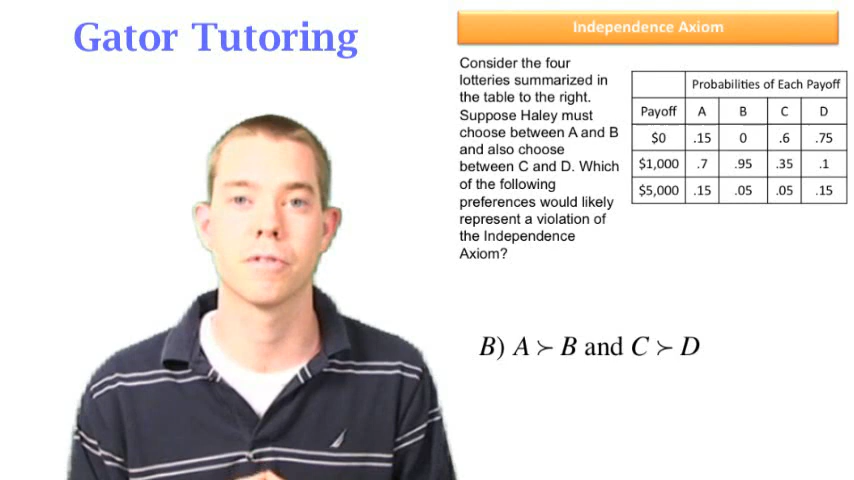 Gator Tutoring
Independence Axiom
Consider the four
lotteries summarized in
the table to the right.
Suppose Haley must
choose between A and B
and also choose
between C and D. Which
of the following
preferences would likely
represent a violation of
the Independence
Axiom?
Probabilities of Each Payoff
Payoff A B C D
$0 .15 0 .6 .75
$1,000 .7 .95 .35 .1
$5,000 .15 .05 .05 .15
B) A ≻ B and C ≻ D